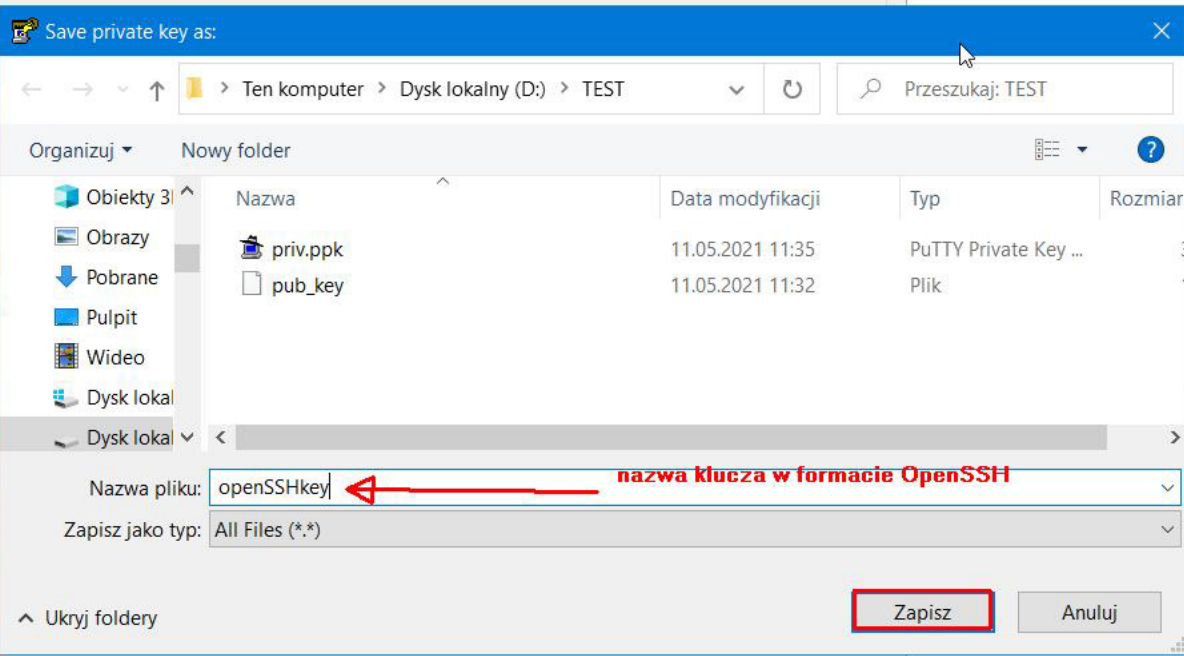 Save private key as:
Ten komputer > Dysk lokalny (D:) > TEST
Przeszukaj: TEST
Organizuj
Nowy folder
?
Obiekty 3
Obrazy
Pobrane
Pulpit
Wideo
Dysk lokal
Dysk lokal
Nazwa Data modyfikacji Typ Rozmiar
priv.ppk 11.05.2021 11:35 PuTTY Private Key ...
pub_key 11.05.2021 11:32 Plik
nazwa klucza w formacie OpenSSH
Nazwa pliku: openSSHkey
Zapisz jako typ: All Files (*.*)
Ukryj foldery
Zapisz
Anuluj